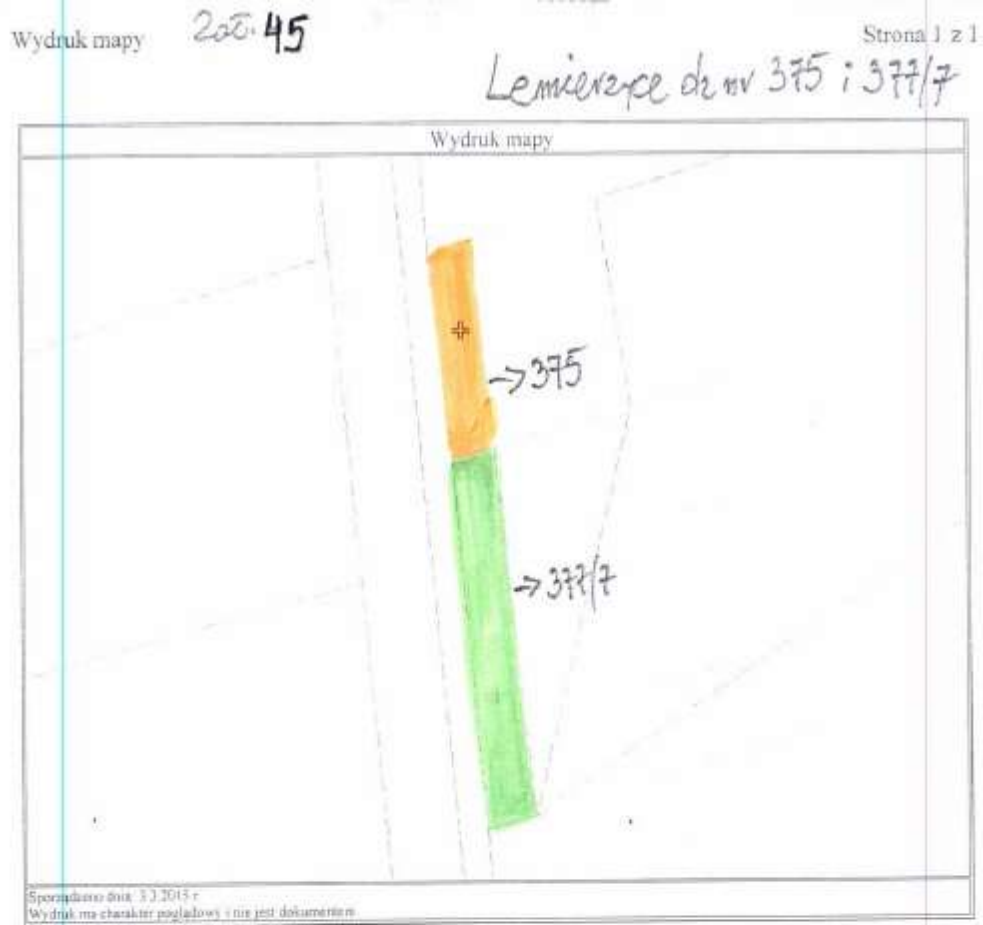 Wydruk mapy Zał. 45 Strona 1 z 1
Lemierzyce dz nr 375 i 377/7
Wydruk mapy
→375
→377/7
Sporządzono dnia: 3.2.2015 r.
Wydruk ma charakter poglądowy i nie jest dokumentem